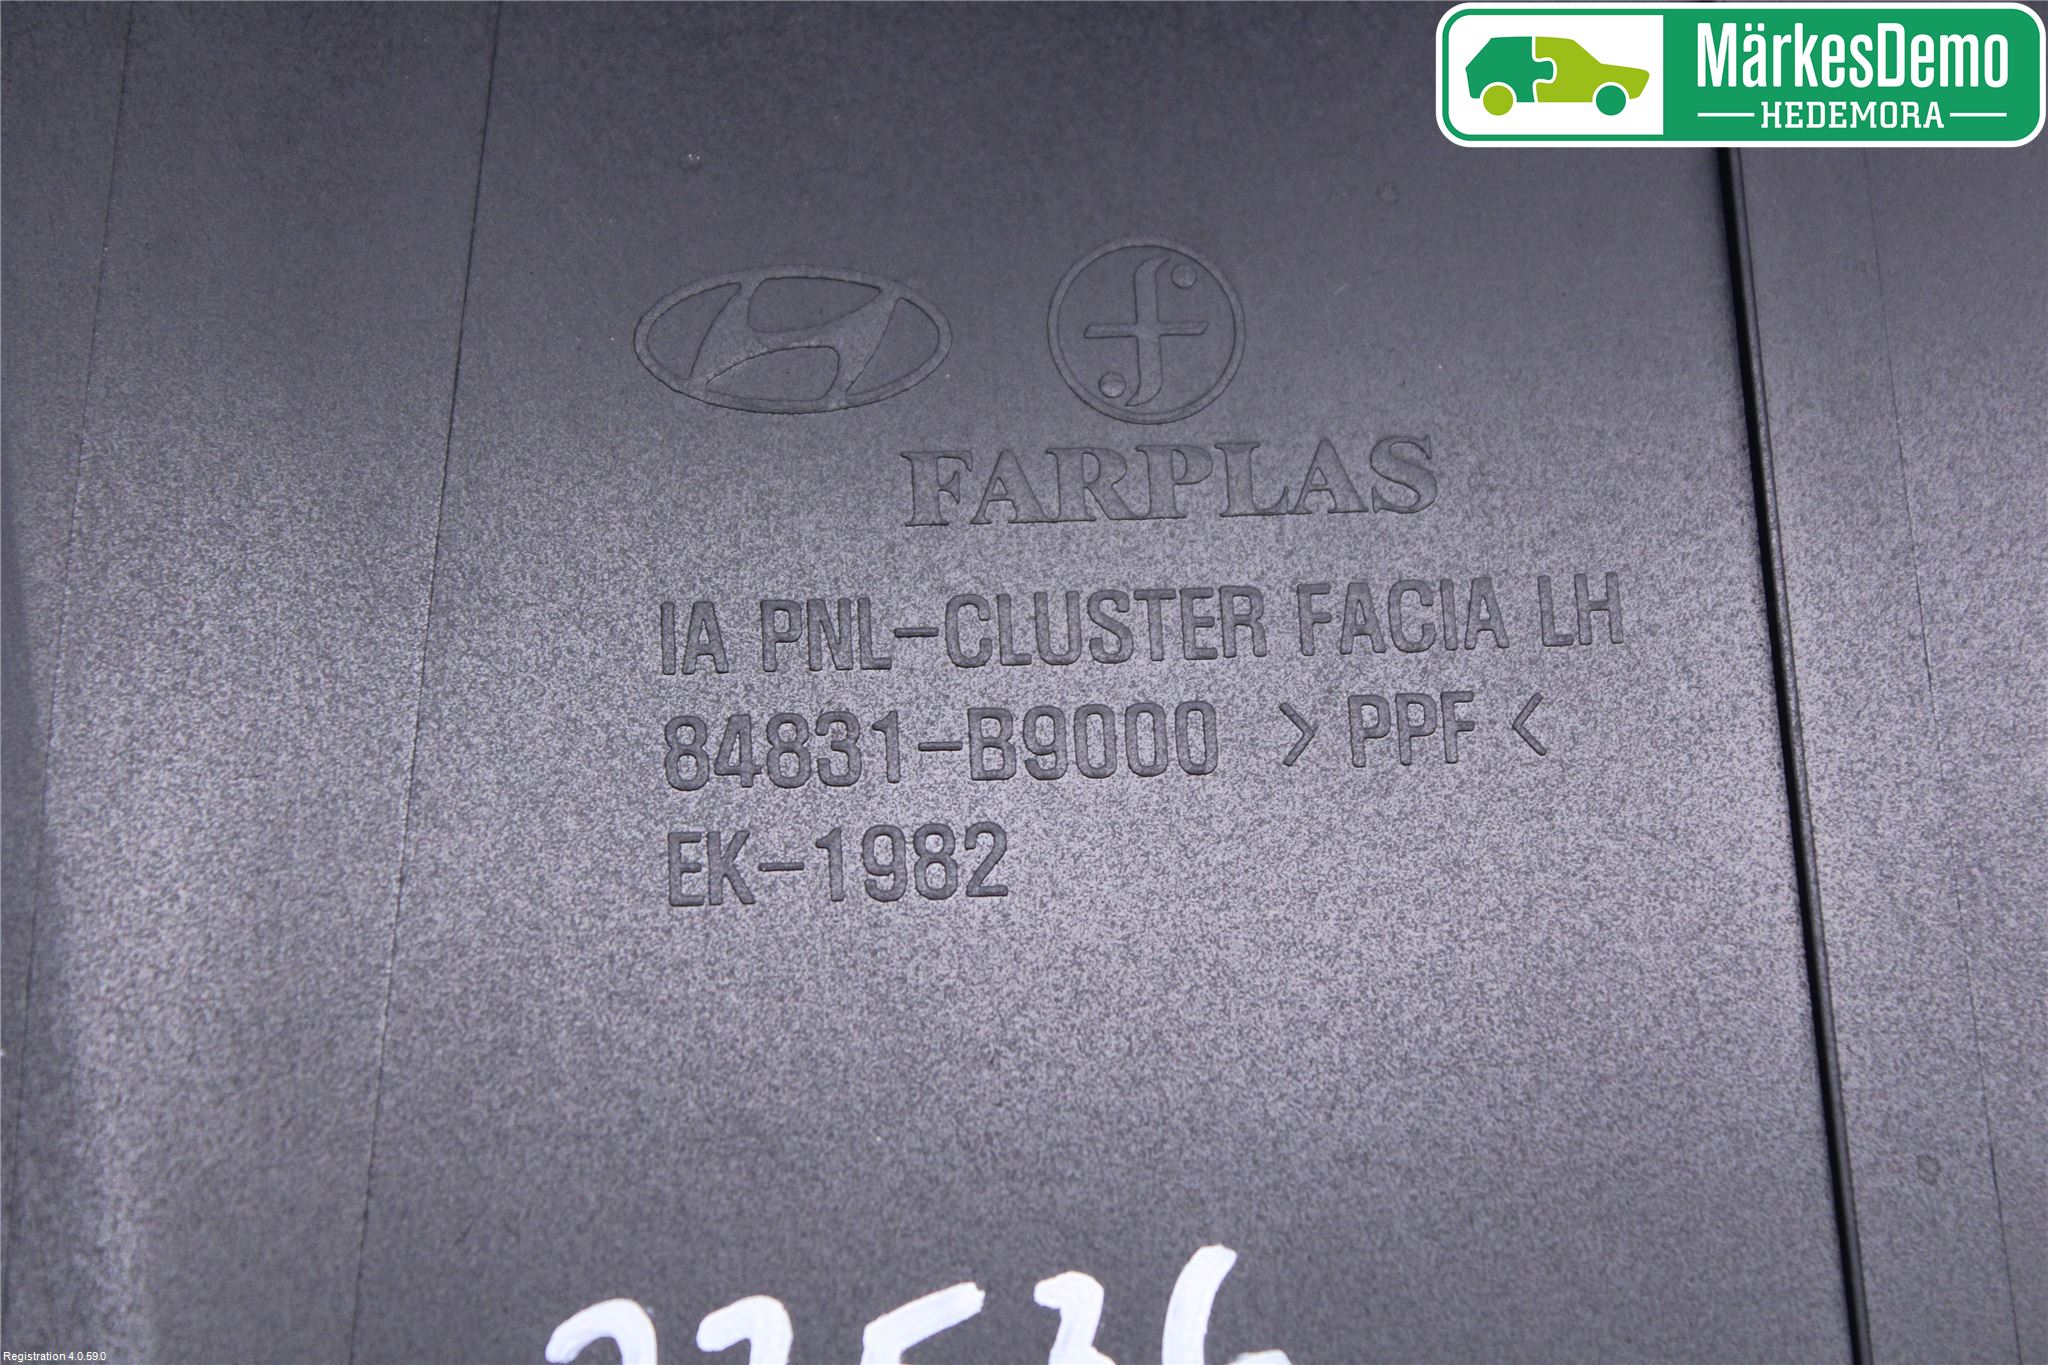 MärkesDemo
HEDEMORA
f
FARPLAS
IA PNL-CLUSTER FACIA LH
84831-B9000 >PPF<
EK-1982
Registration 4.0.59.0